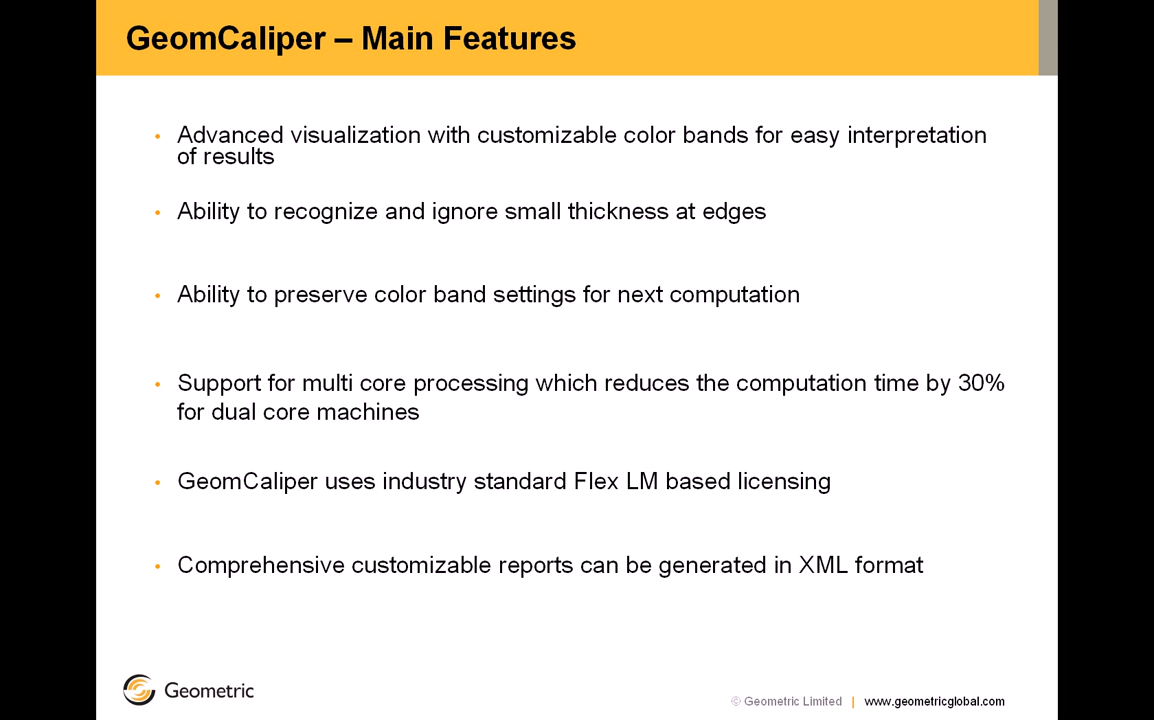 GeomCaliper – Main Features
• Advanced visualization with customizable color bands for easy interpretation
of results
• Ability to recognize and ignore small thickness at edges
• Ability to preserve color band settings for next computation
• Support for multi core processing which reduces the computation time by 30%
for dual core machines
• GeomCaliper uses industry standard Flex LM based licensing
• Comprehensive customizable reports can be generated in XML format
Geometric
© Geometric Limited | www.geometricglobal.com